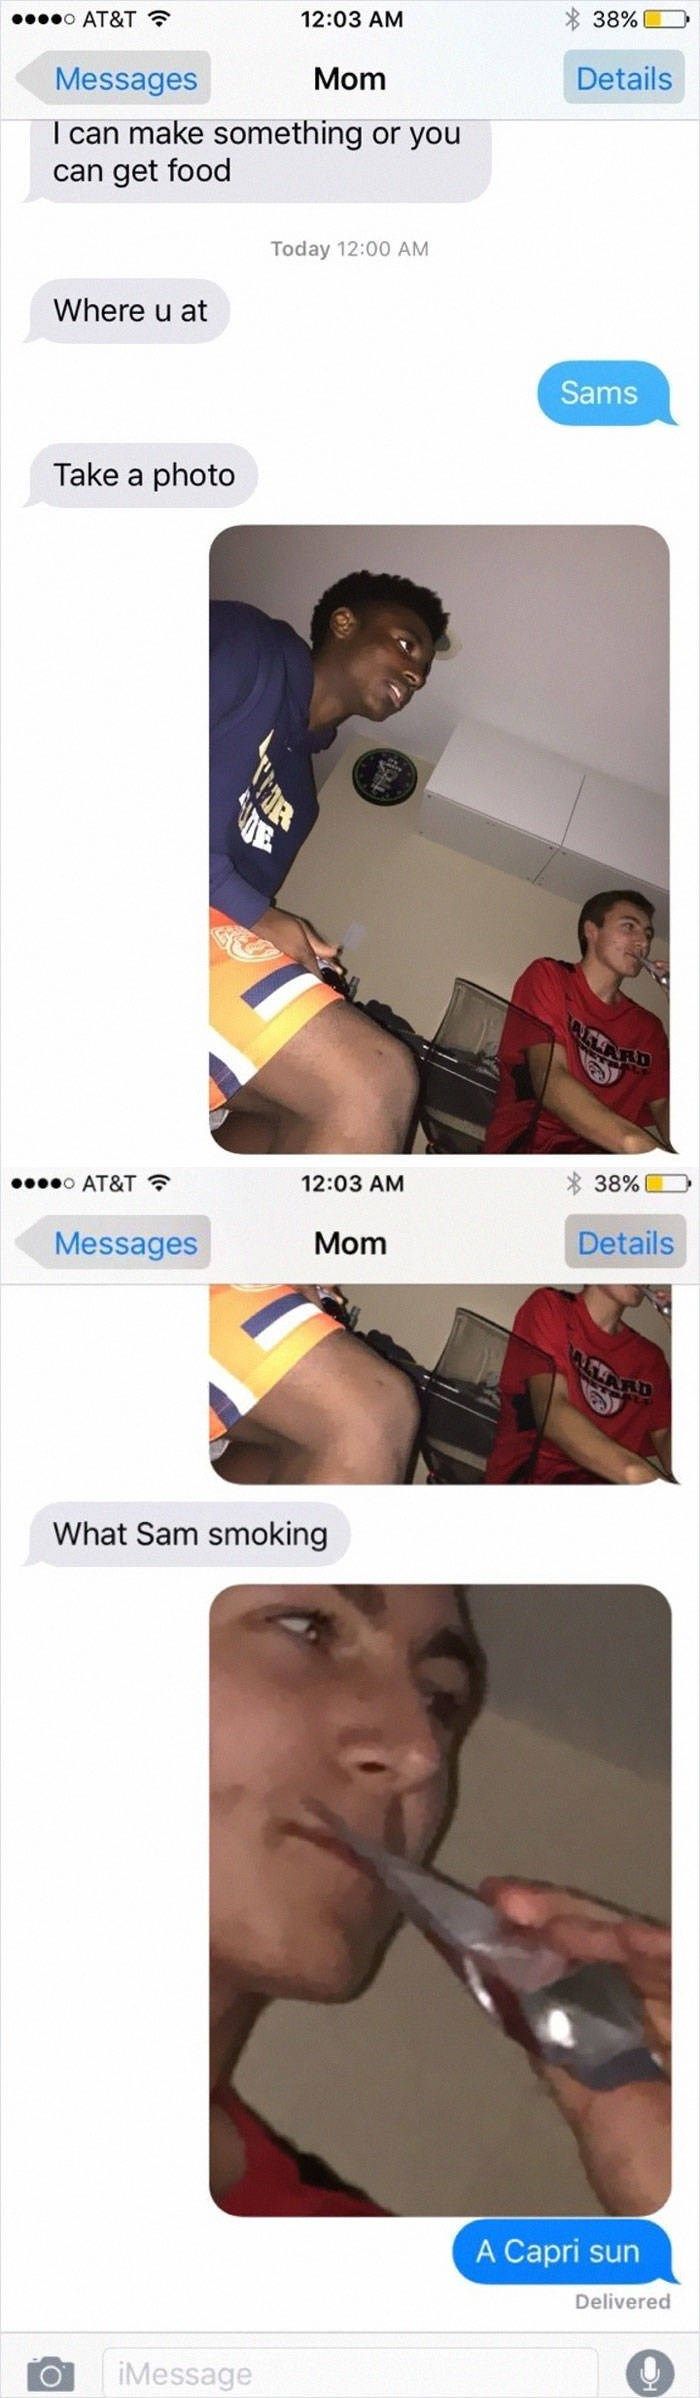 AT&T 12:03 AM 38%
Messages Mom Details
I can make something or you
can get food
Today 12:00 AM
Where u at
Sams
Take a photo
AT&T 12:03 AM 38%
Messages Mom Details
What Sam smoking
A Capri sun
Delivered
iMessage